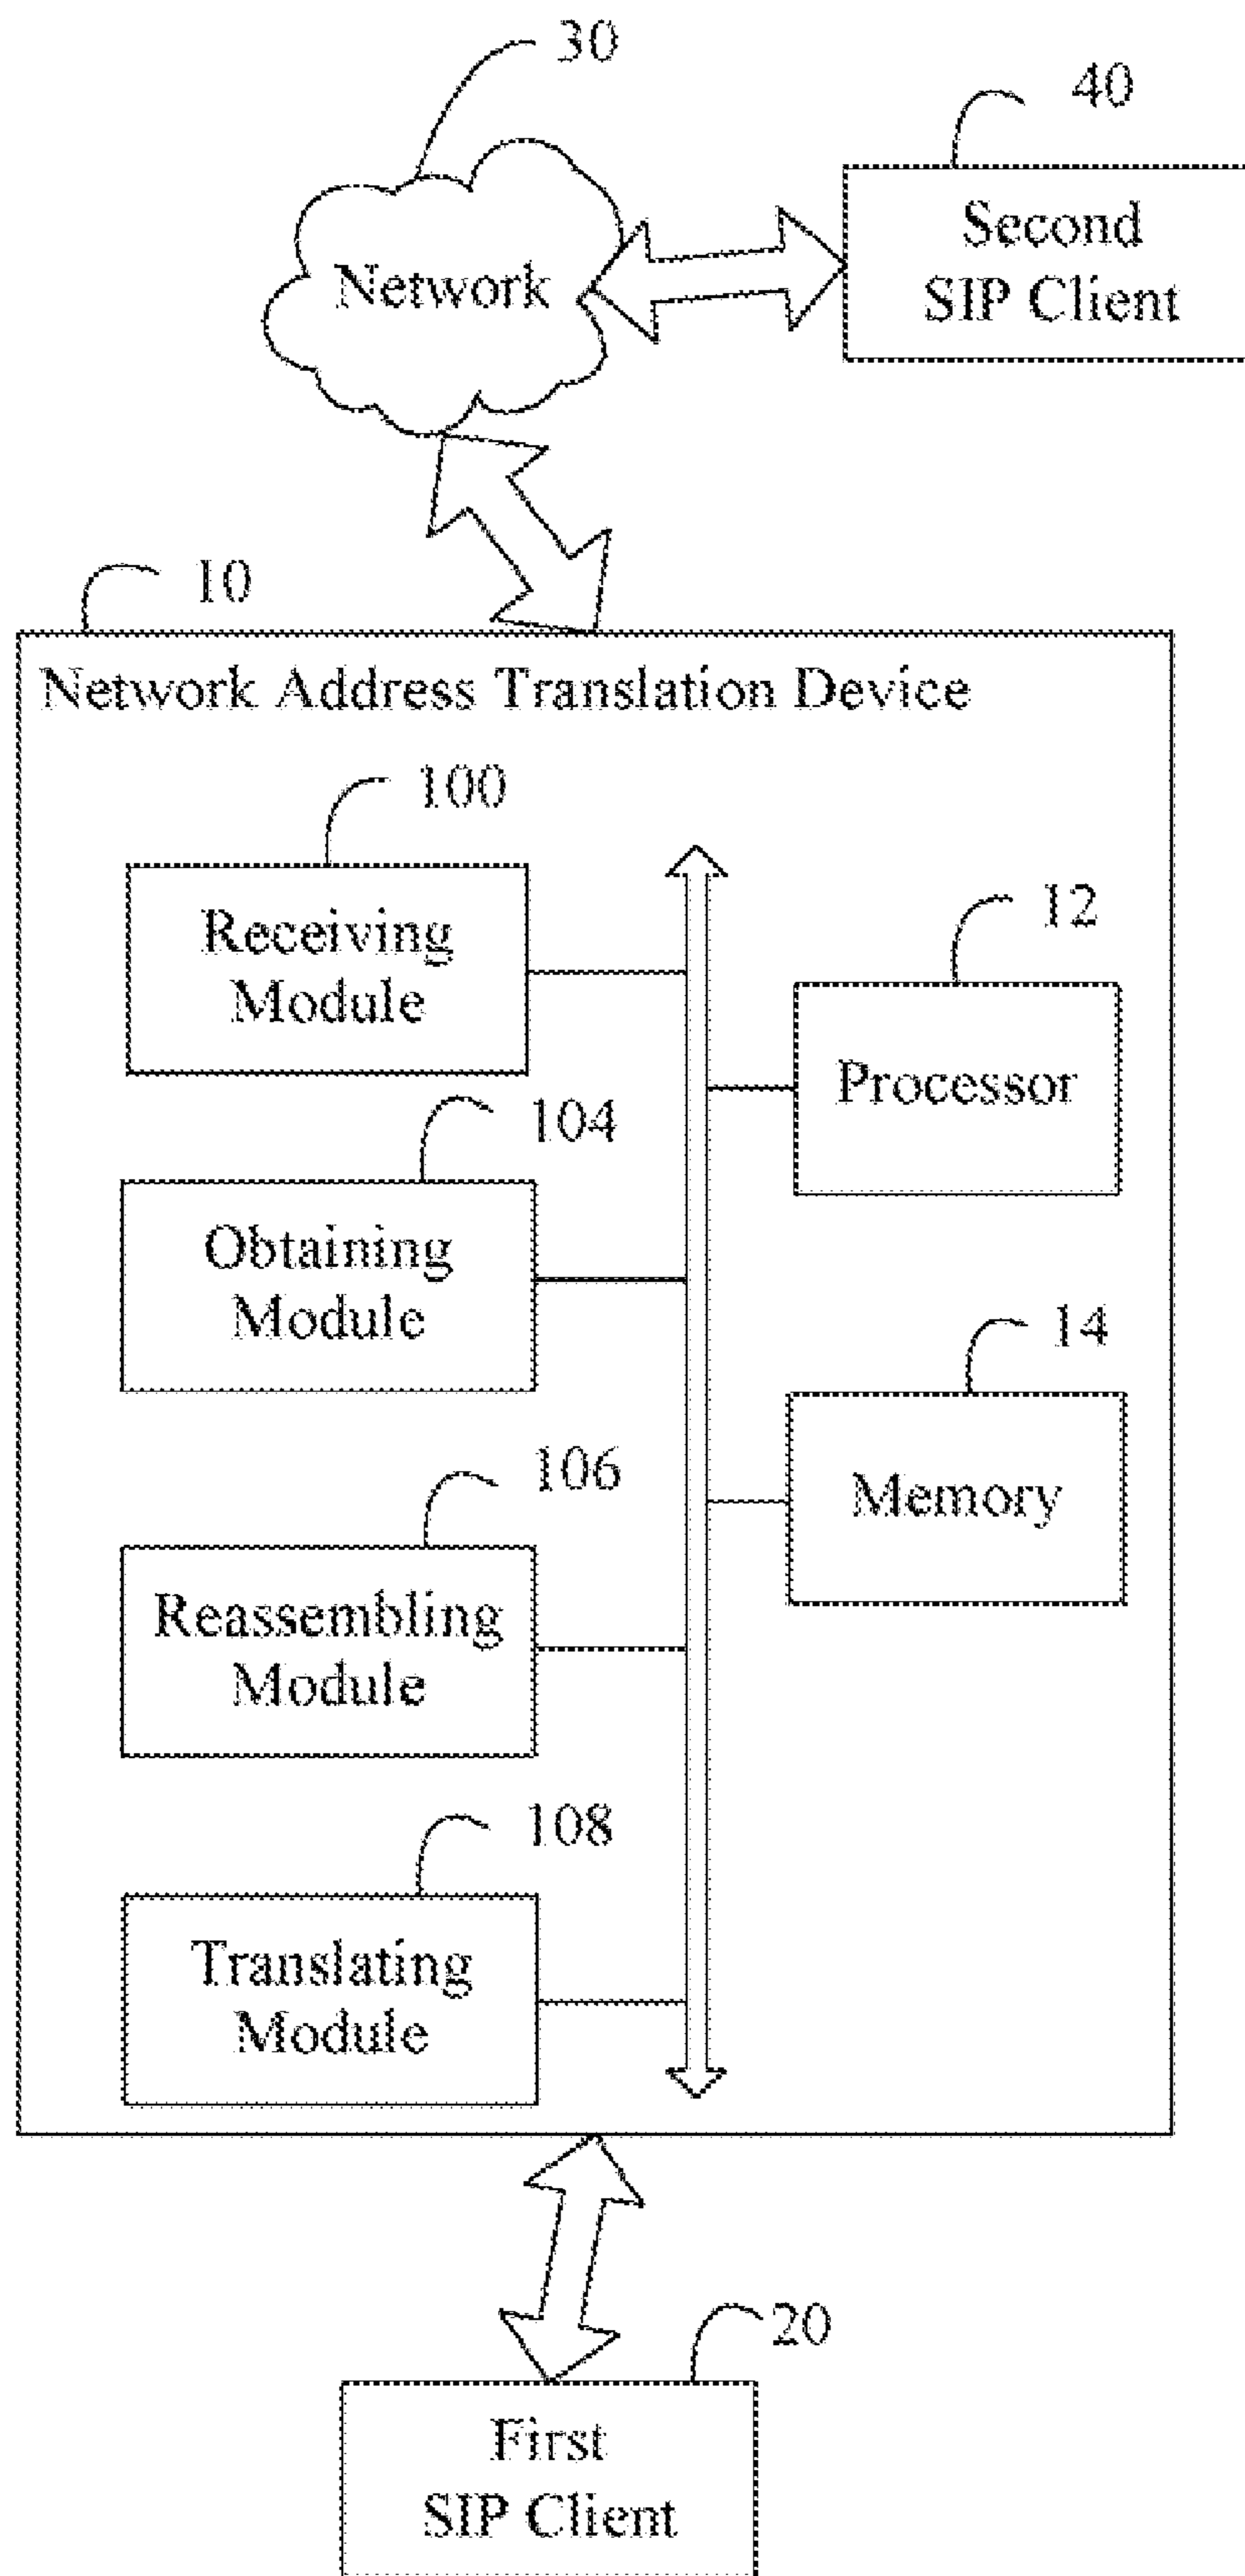 30
40
Network
Second
SIP Client
10
Network Address Translation Device
100
Receiving
Module
12
Processor
104
Obtaining
Module
14
Memory
106
Reassembling
Module
108
Translating
Module
20
First
SIP Client